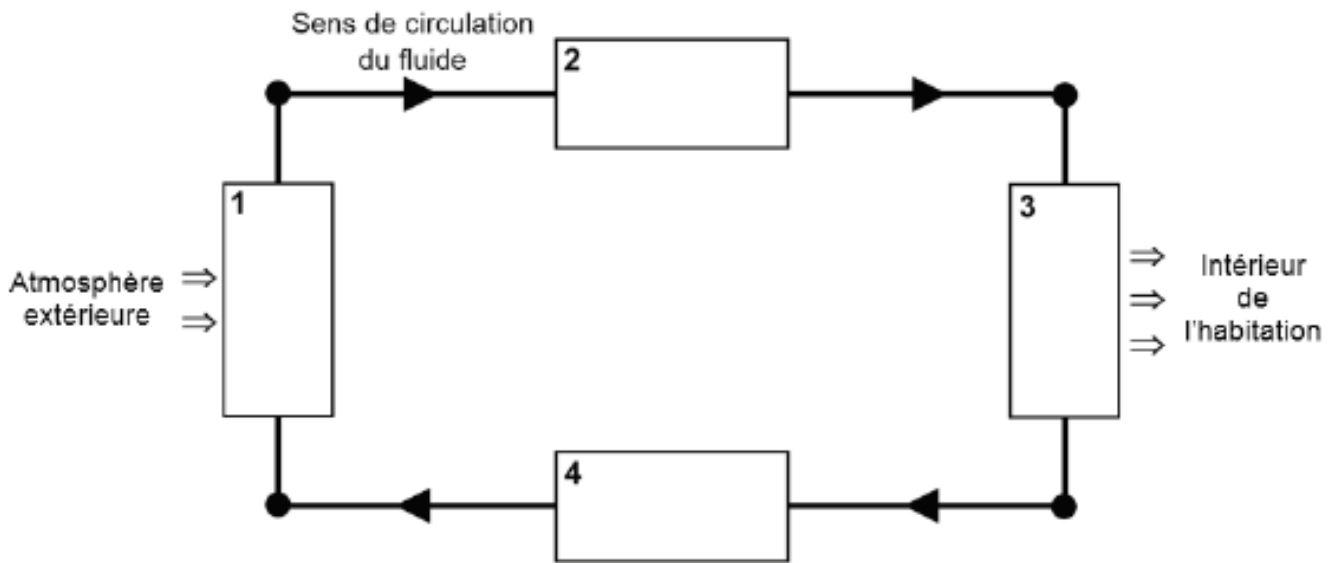 Sens de circulation
du fluide
2
1
3
Atmosphère
extérieure
Intérieur
de
l'habitation
4